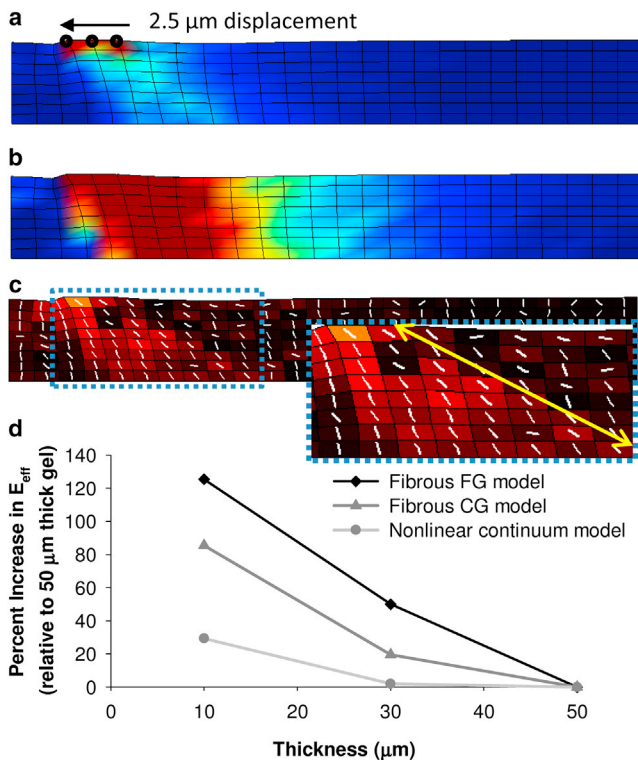 a
2.5 µm displacement
b
c
d
140
120
100
80
60
40
20
0
Percent Increase in E_eff
(relative to 50 µm thick gel)
Fibrous FG model
Fibrous CG model
Nonlinear continuum model
0
10
20
30
40
50
Thickness (µm)